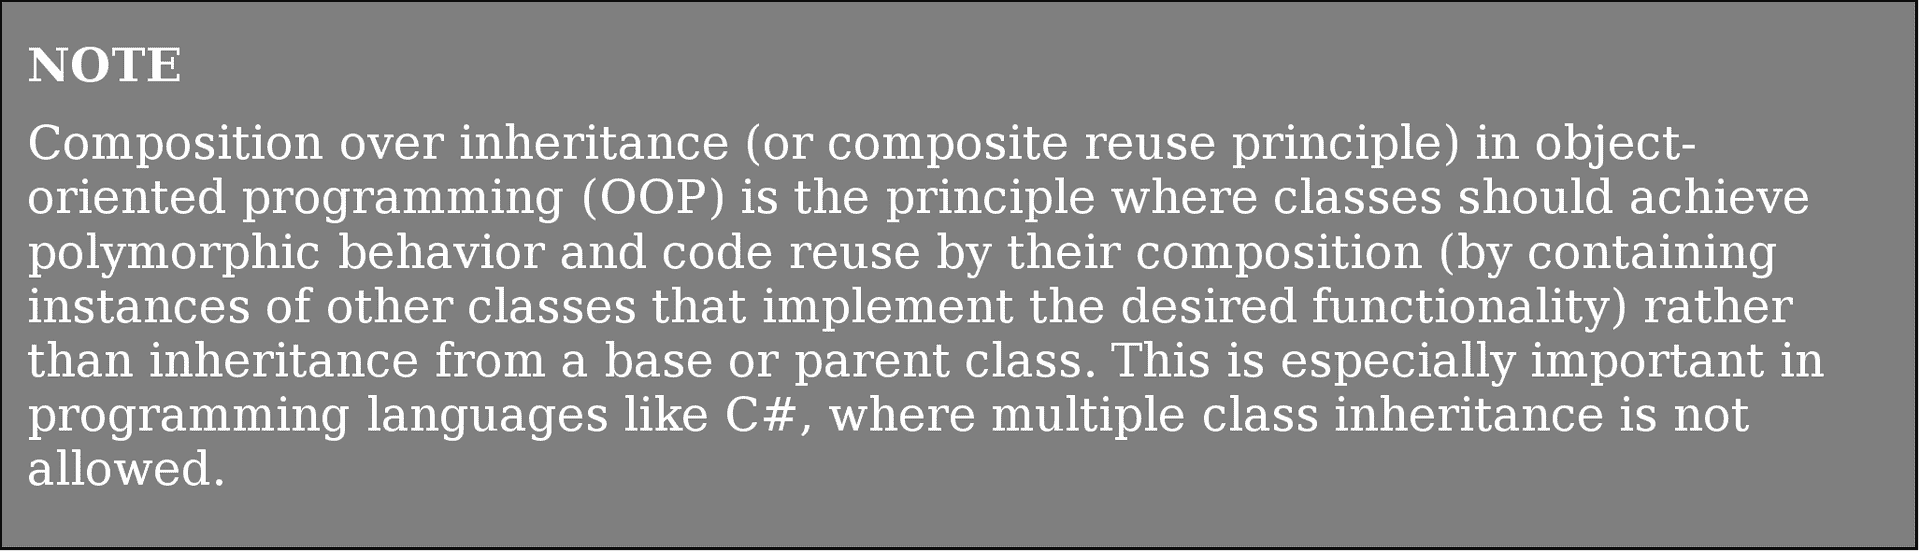 NOTE
Composition over inheritance (or composite reuse principle) in object-
oriented programming (OOP) is the principle where classes should achieve
polymorphic behavior and code reuse by their composition (by containing
instances of other classes that implement the desired functionality) rather
than inheritance from a base or parent class. This is especially important in
programming languages like C#, where multiple class inheritance is not
allowed.